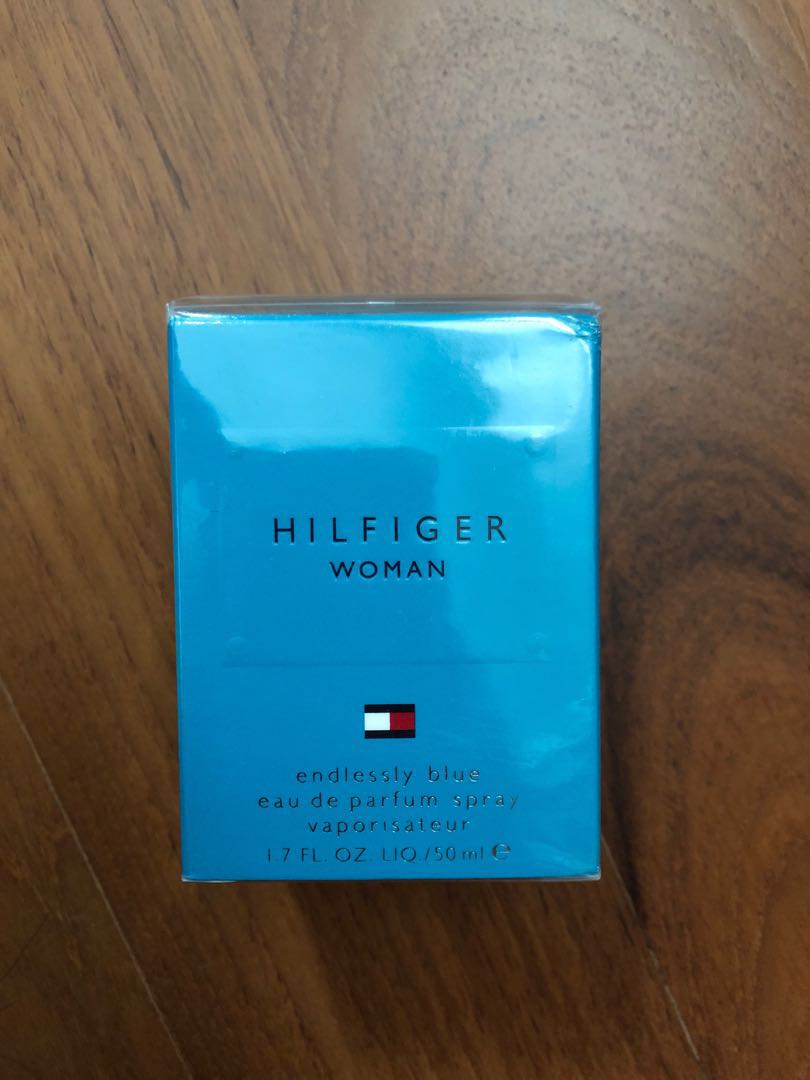 HILFIGER
WOMAN
endlessly blue
eau de parfum spray
vaporisateur
1.7 FL. OZ. LIQ./50 ml ℮